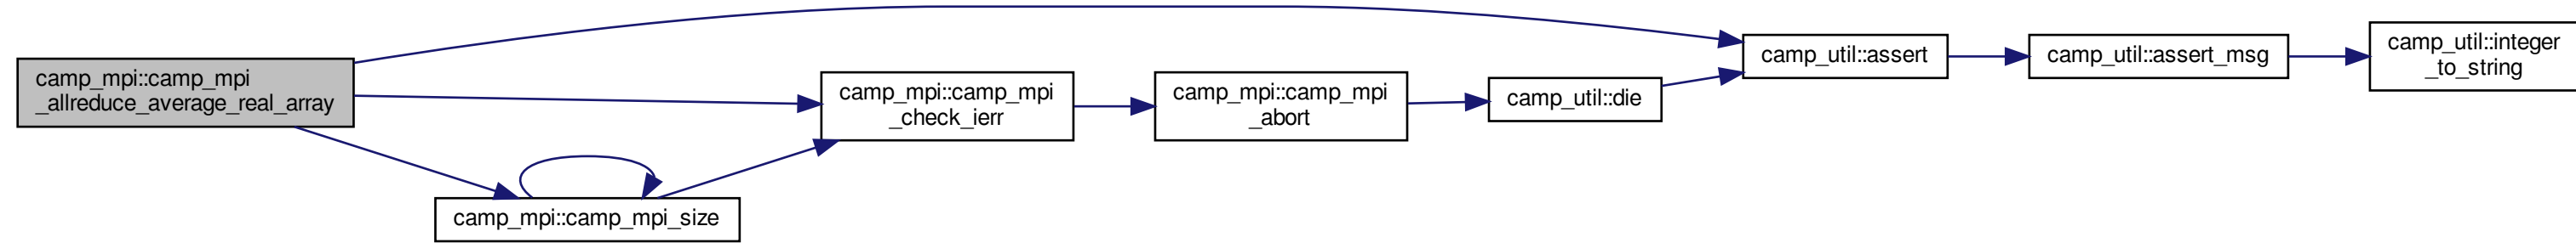 camp_mpi::camp_mpi
_allreduce_average_real_array
camp_mpi::camp_mpi_size
camp_mpi::camp_mpi
_check_ierr
camp_mpi::camp_mpi
_abort
camp_util::die
camp_util::assert
camp_util::assert_msg
camp_util::integer
_to_string